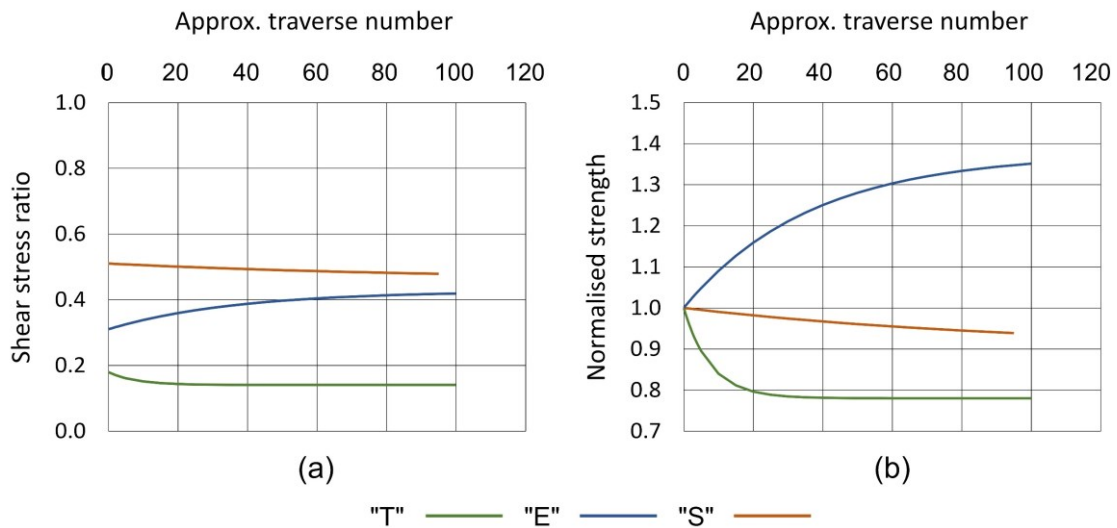 Approx. traverse number
0 20 40 60 80 100 120
1.0
0.8
0.6
0.4
0.2
0.0
Shear stress ratio
(a)
Approx. traverse number
0 20 40 60 80 100 120
1.5
1.4
1.3
1.2
1.1
1.0
0.9
0.8
0.7
Normalised strength
(b)
"T" "E" "S"